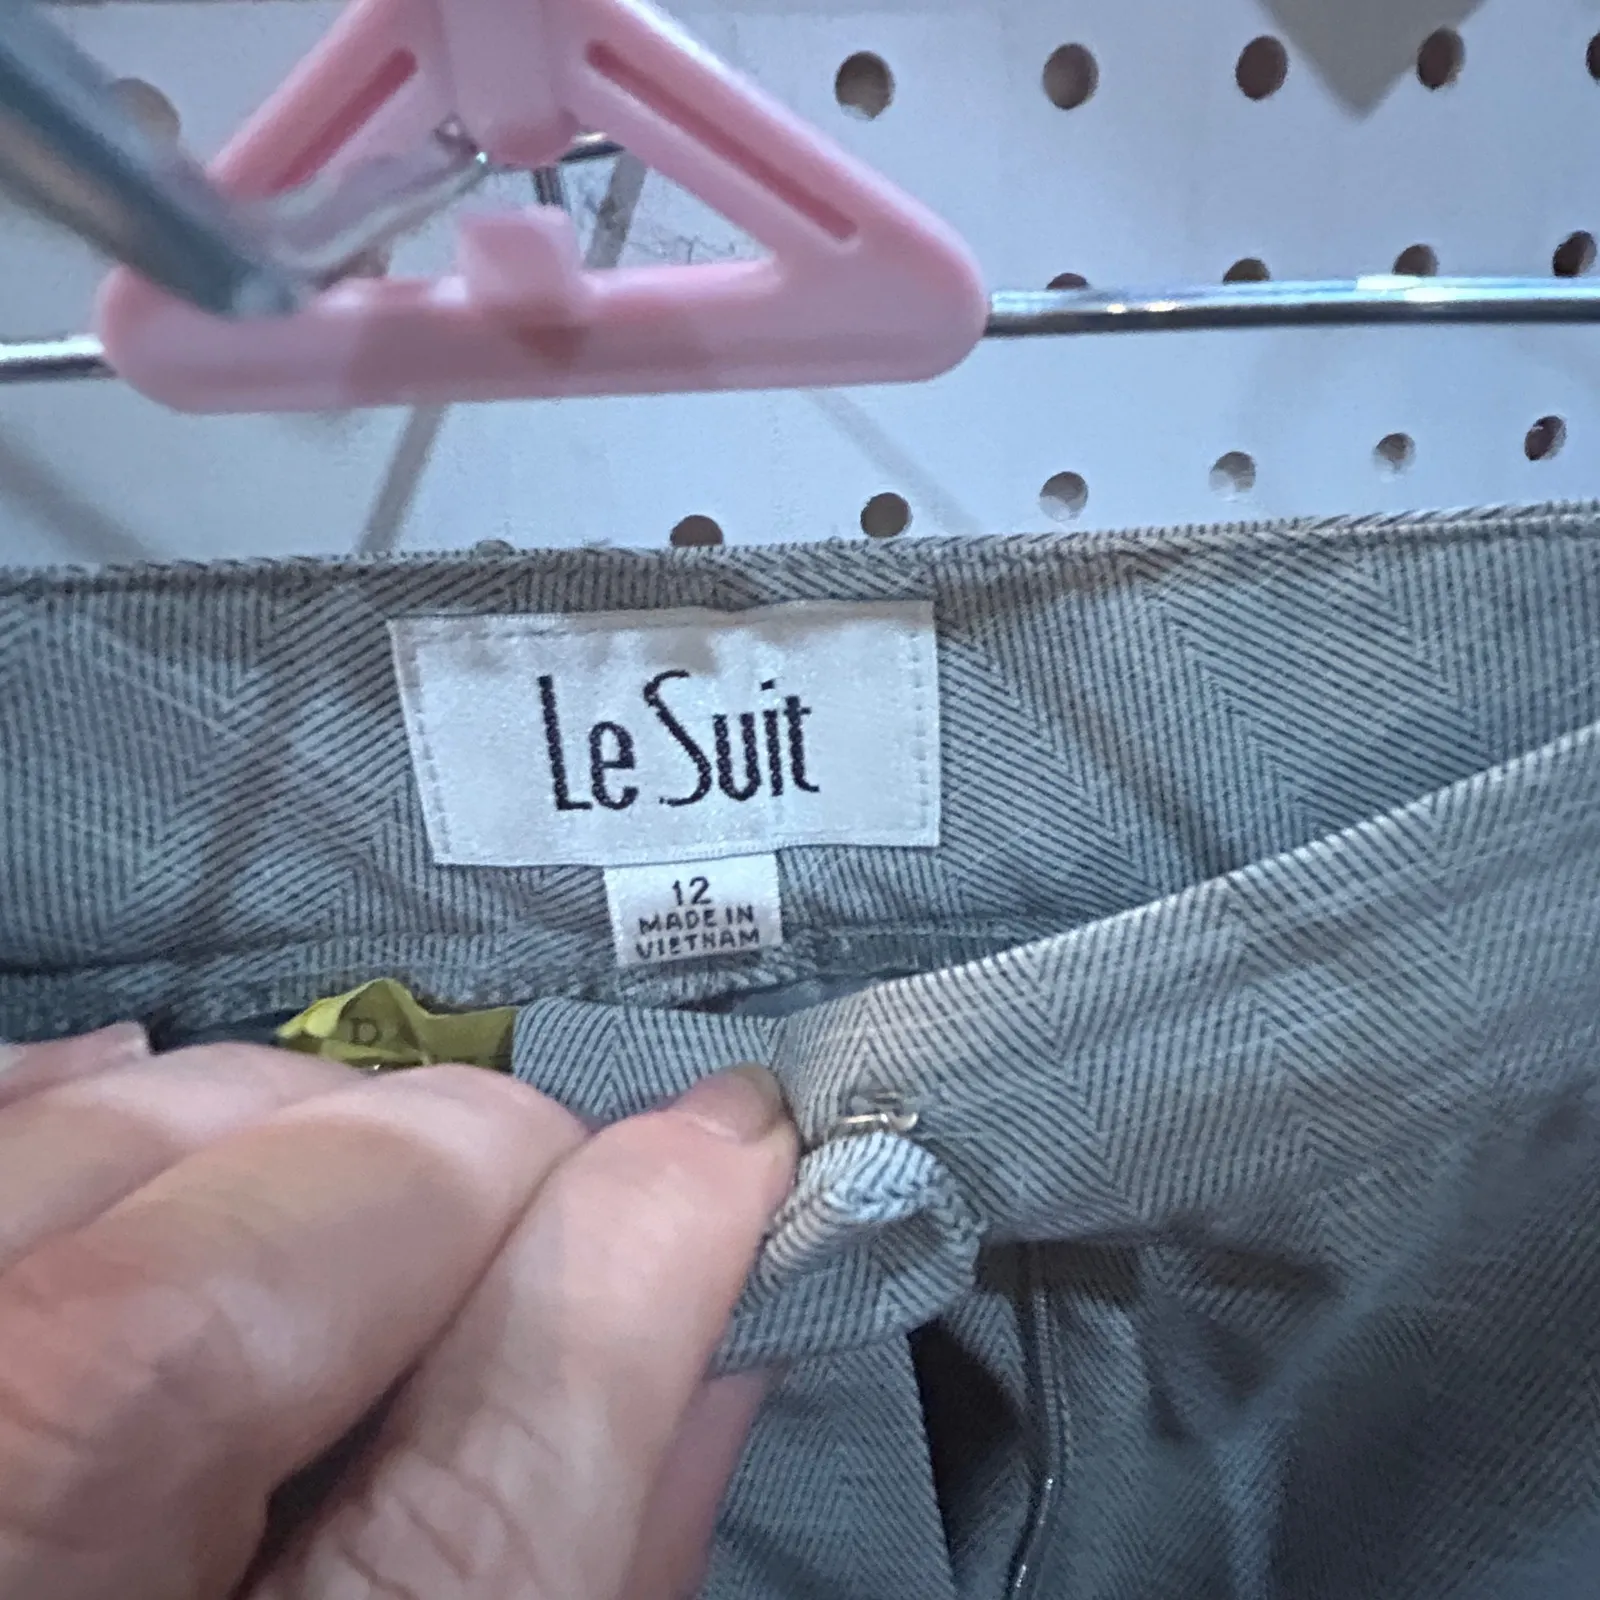 Le Suit
12
MADE IN
VIETNAM
D